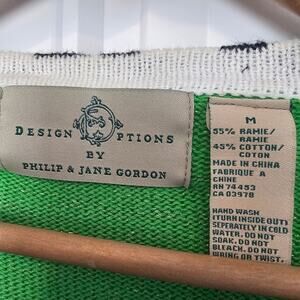 DESIGN OPTIONS
BY
PHILIP & JANE GORDON
M
55% RAMIE/
RAMIE
45% COTTON/
COTTON
MADE IN CHINA
FABRIQUE A
CHINE
RN 74453
CA 03978
HAND WASH
(TURN INSIDE OUT)
SEPERATELY IN COLD
WATER. DO NOT
SOAK. DO NOT
BLEACH. DO NOT
WRING OR TWIST.